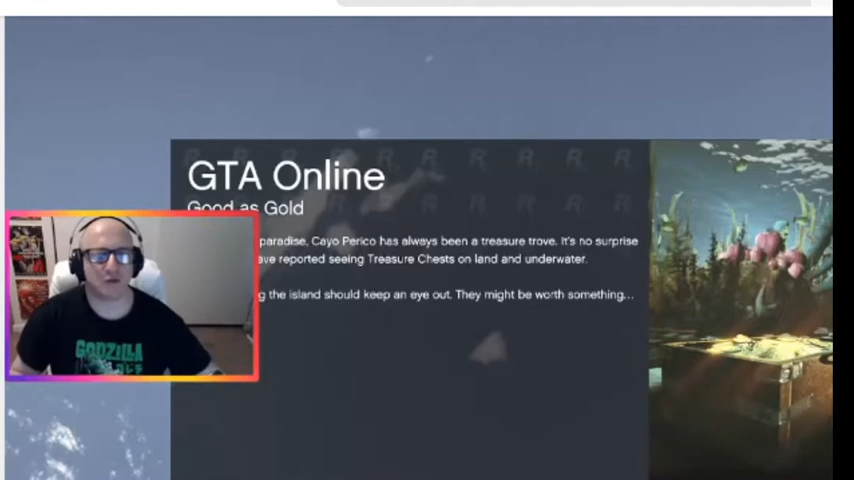 GTA Online
Good as Gold
paradise, Cayo Perico has always been a treasure trove. It's no surprise
ave reported seeing Treasure Chests on land and underwater.
g the island should keep an eye out. They might be worth something...
GODZILLA